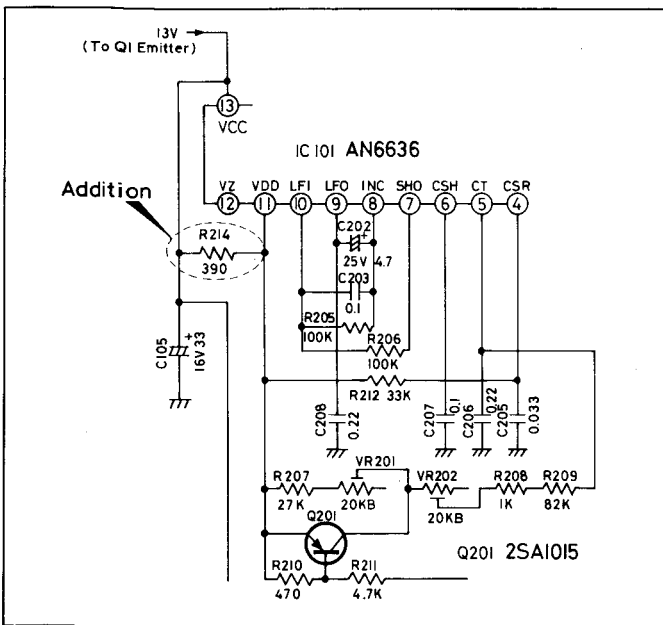 13V
(To Q1 Emitter)
13
VCC
IC 101 AN6636
VZ VDD LFI LFO INC SHO CSH CT CSR
12 11 10 9 8 7 6 5 4
Addition
R214
390
C202
+
25V 4.7
C203
0.1
R205
100K
R206
100K
C105
+
16V 33
R212 33K
C208
0.22
C207
0.1
C206
0.22
C205
0.033
R207
27K
VR201
20KB
VR202
20KB
R208
1K
R209
82K
Q201
Q201 2SA1015
R210
470
R211
4.7K